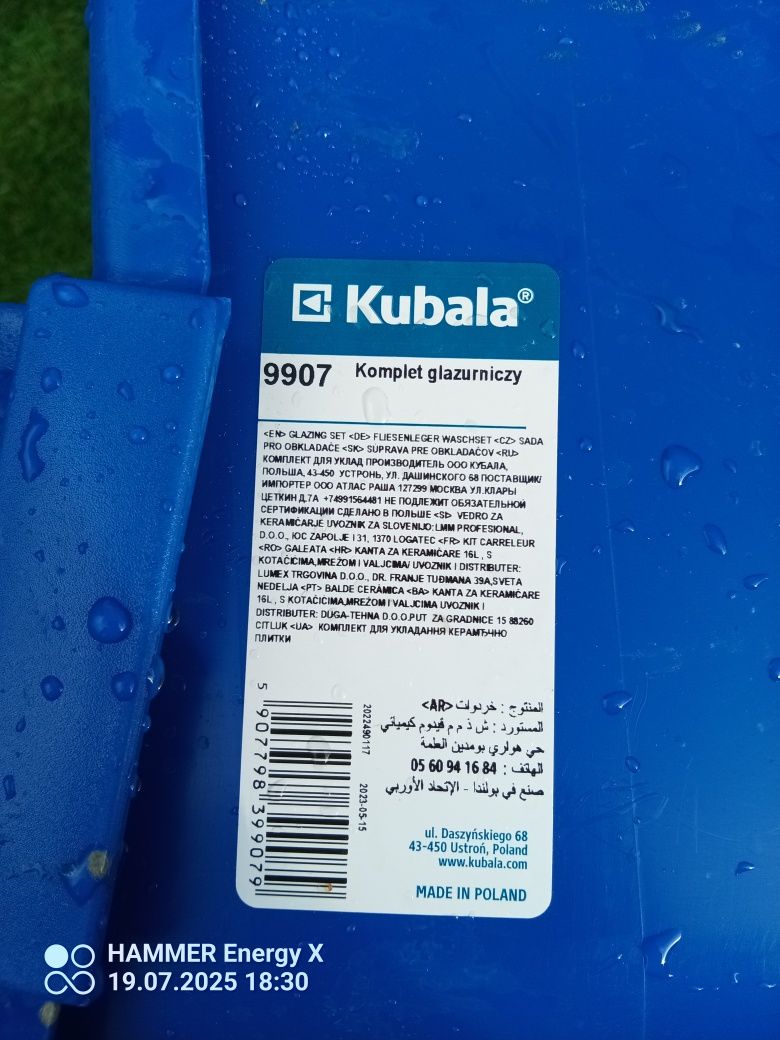 Kubala®
9907 Komplet glazurniczy
<EN> GLAZING SET <DE> FLIESENLEGER WASCHSET <CZ> SADA
PRO OBKLADAČE <SK> SÚPRAVA PRE OBKLADAČOV <RU>
КОМПЛЕКТ ДЛЯ УКЛАД ПРОИЗВОДИТЕЛЬ ООО КУБАЛА,
ПОЛЬША, 43-450 УСТРОНЬ, УЛ. ДАШИНСКОГО 68 ПОСТАВЩИК/
ИМПОРТЕР ООО АТЛАС РАША 127299 МОСКВА УЛ.КЛАРЫ
ЦЕТКИН Д.7А +74991564481 НЕ ПОДЛЕЖИТ ОБЯЗАТЕЛЬНОЙ
СЕРТИФИКАЦИИ СДЕЛАНО В ПОЛЬШЕ <SI> VEDRO ZA
KERAMIČARJE UVOZNIK ZA SLOVENIJO:LMM PROFESIONAL,
D.O.O., IOC ZAPOLJE I 31, 1370 LOGATEC <FR> KIT CARRELEUR
<RO> GALEATA <HR> KANTA ZA KERAMIČARE 16L , S
KOTAČIĆIMA,MREŽOM I VALJCIMA/ UVOZNIK I DISTRIBUTER:
LUMEX TRGOVINA D.O.O., DR. FRANJE TUĐMANA 39A,SVETA
NEDELJA <PT> BALDE CERÂMICA <BA> KANTA ZA KERAMIČARE
16L , S KOTAČIĆIMA,MREŽOM I VALJCIMA UVOZNIK I
DISTRIBUTER: DUGA-TEHNA D.O.O.PUT ZA GRADNICE 15 88260
CITLUK <UA> КОМПЛЕКТ ДЛЯ УКЛАДАННЯ КЕРАМІЧНО
ПЛИТКИ
5 907798 399079
2022490117
2023-05-15
المنتوج : خردوات <AR>
المستورد : ش ذ م م فيدوم كيمياتي
حي هواري بومدين العلمة
الهاتف : 05 60 94 16 84
صنع في بولندا - الإتحاد الأوربي
ul. Daszyńskiego 68
43-450 Ustroń, Poland
www.kubala.com
MADE IN POLAND
HAMMER Energy X
19.07.2025 18:30